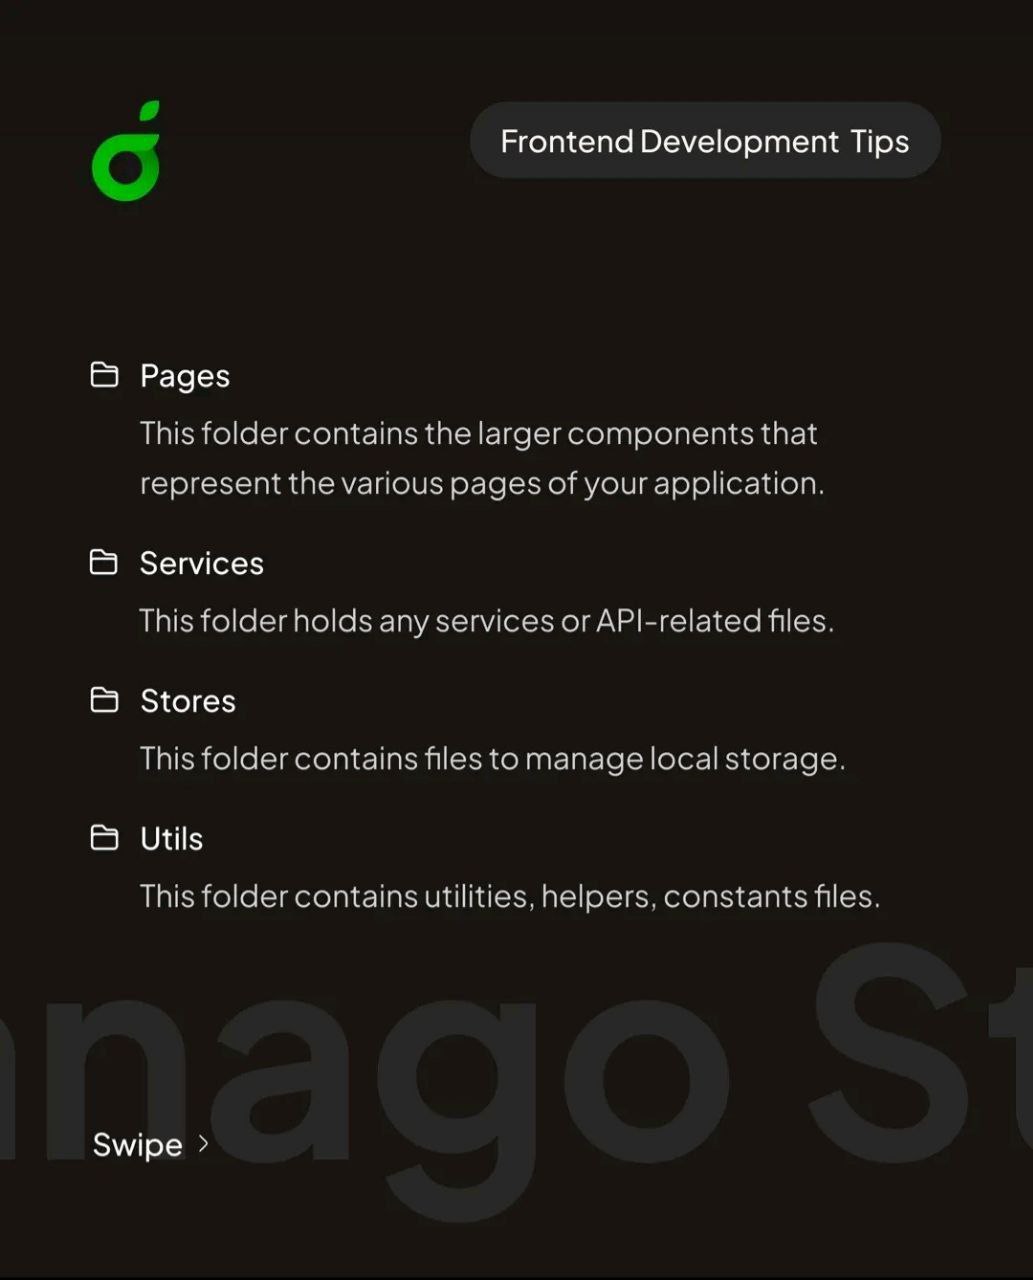 Frontend Development Tips
Pages
This folder contains the larger components that
represent the various pages of your application.
Services
This folder holds any services or API-related files.
Stores
This folder contains files to manage local storage.
Utils
This folder contains utilities, helpers, constants files.
nago St
Swipe >